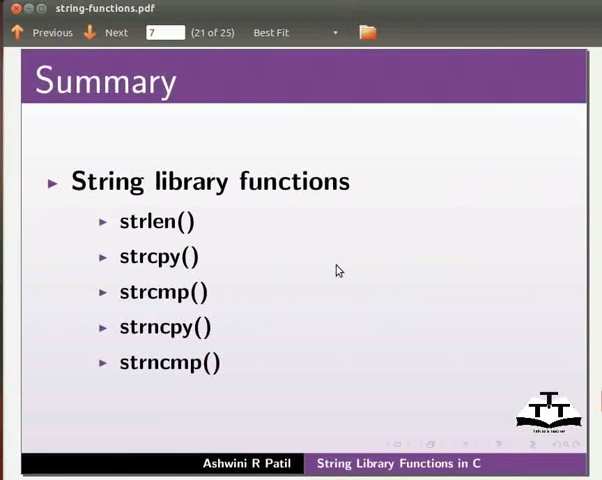 string-functions.pdf
Previous Next 7 (21 of 25) Best Fit
Summary
String library functions
strlen()
strcpy()
strcmp()
strncpy()
strncmp()
Ashwini R Patil String Library Functions in C